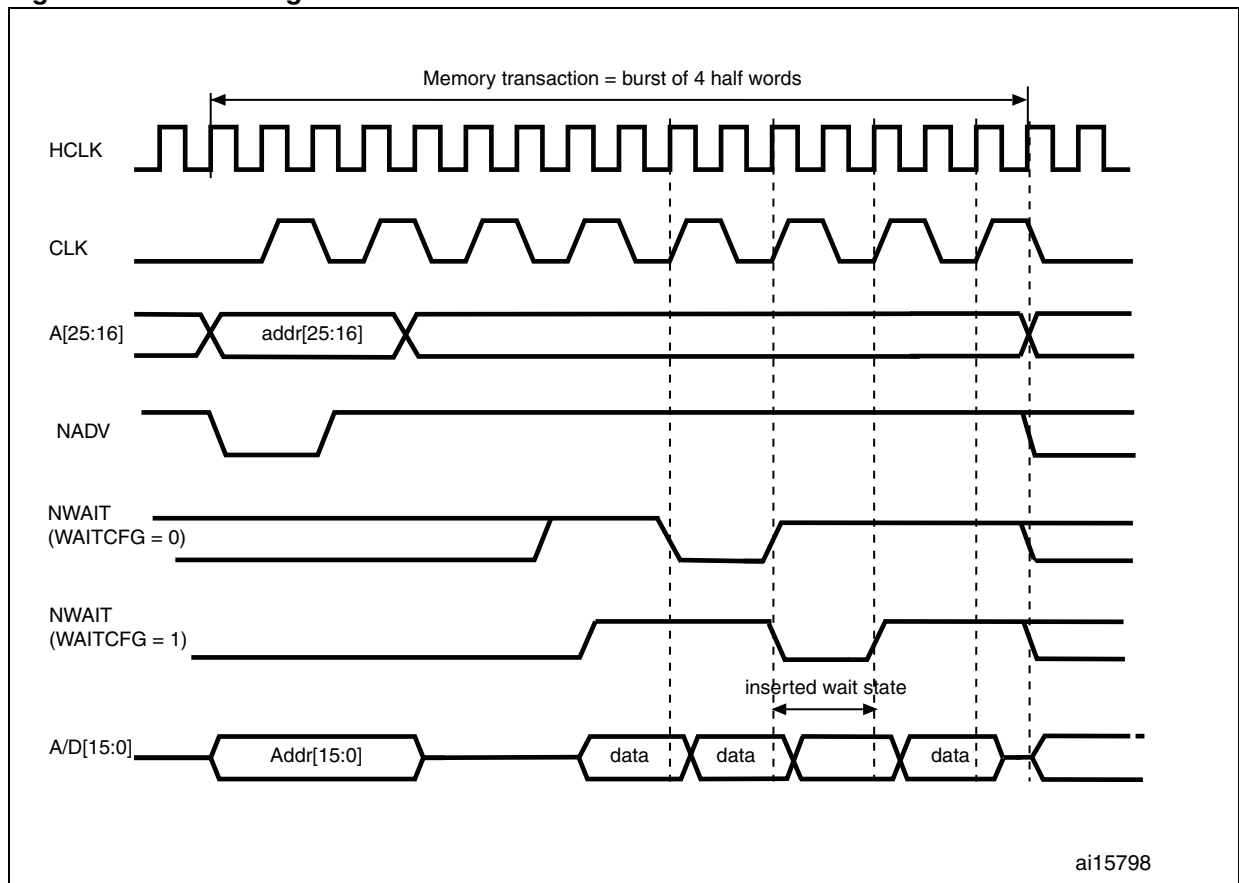 Memory transaction = burst of 4 half words
HCLK
CLK
A[25:16]
addr[25:16]
NADV
NWAIT
(WAITCFG = 0)
NWAIT
(WAITCFG = 1)
inserted wait state
A/D[15:0]
Addr[15:0]
data
data
data
ai15798